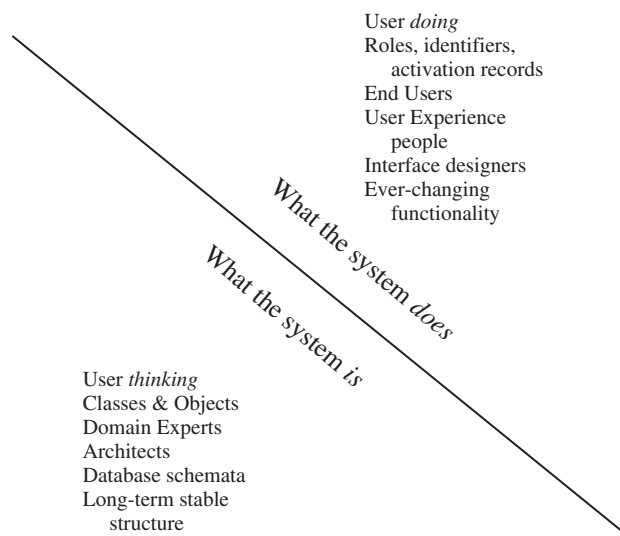 User doing
Roles, identifiers,
activation records
End Users
User Experience
people
Interface designers
Ever-changing
functionality
What the system does
What the system is
User thinking
Classes & Objects
Domain Experts
Architects
Database schemata
Long-term stable
structure